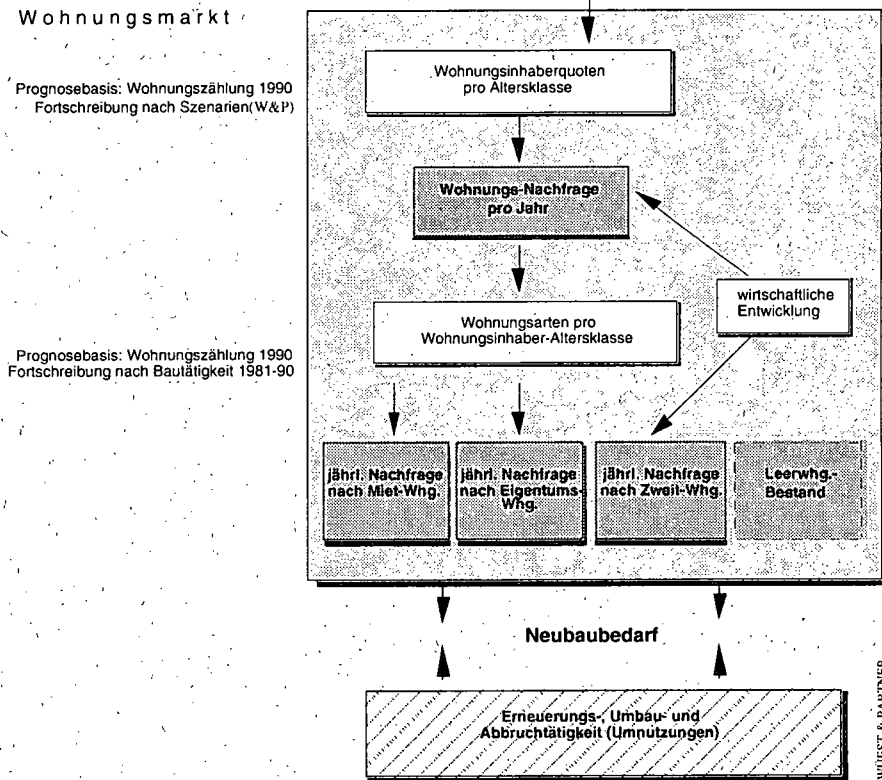 Wohnungsmarkt
Wohnungsinhaberquoten
pro Altersklasse
Prognosebasis: Wohnungszählung 1990
Fortschreibung nach Szenarien(W&P)
Wohnungs-Nachfrage
pro Jahr
wirtschaftliche
Entwicklung
Wohnungsarten pro
Wohnungsinhaber-Altersklasse
Prognosebasis: Wohnungszählung 1990
Fortschreibung nach Bautätigkeit 1981-90
jährl. Nachfrage
nach Miet-Whg.
jährl. Nachfrage
nach Eigentums-
Whg.
jährl. Nachfrage
nach Zweit-Whg.
Leerwhg.-
Bestand
Neubaubedarf
Erneuerungs-, Umbau- und
Abbruchtätigkeit (Umnutzungen)
WÜEST & PARTNER